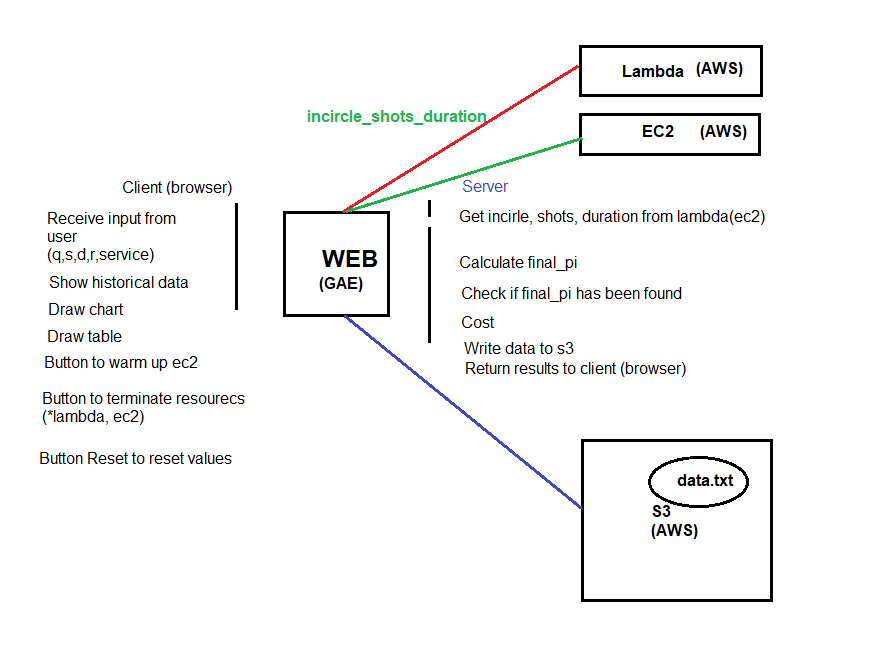 Lambda (AWS)
incircle_shots_duration
EC2 (AWS)
Client (browser)
Receive input from
user
(q,s,d,r,service)
Show historical data
Draw chart
Draw table
Button to warm up ec2
Button to terminate resourecs
(*lambda, ec2)
Button Reset to reset values
WEB
(GAE)
Server
Get incirle, shots, duration from lambda(ec2)
Calculate final_pi
Check if final_pi has been found
Cost
Write data to s3
Return results to client (browser)
data.txt
S3
(AWS)